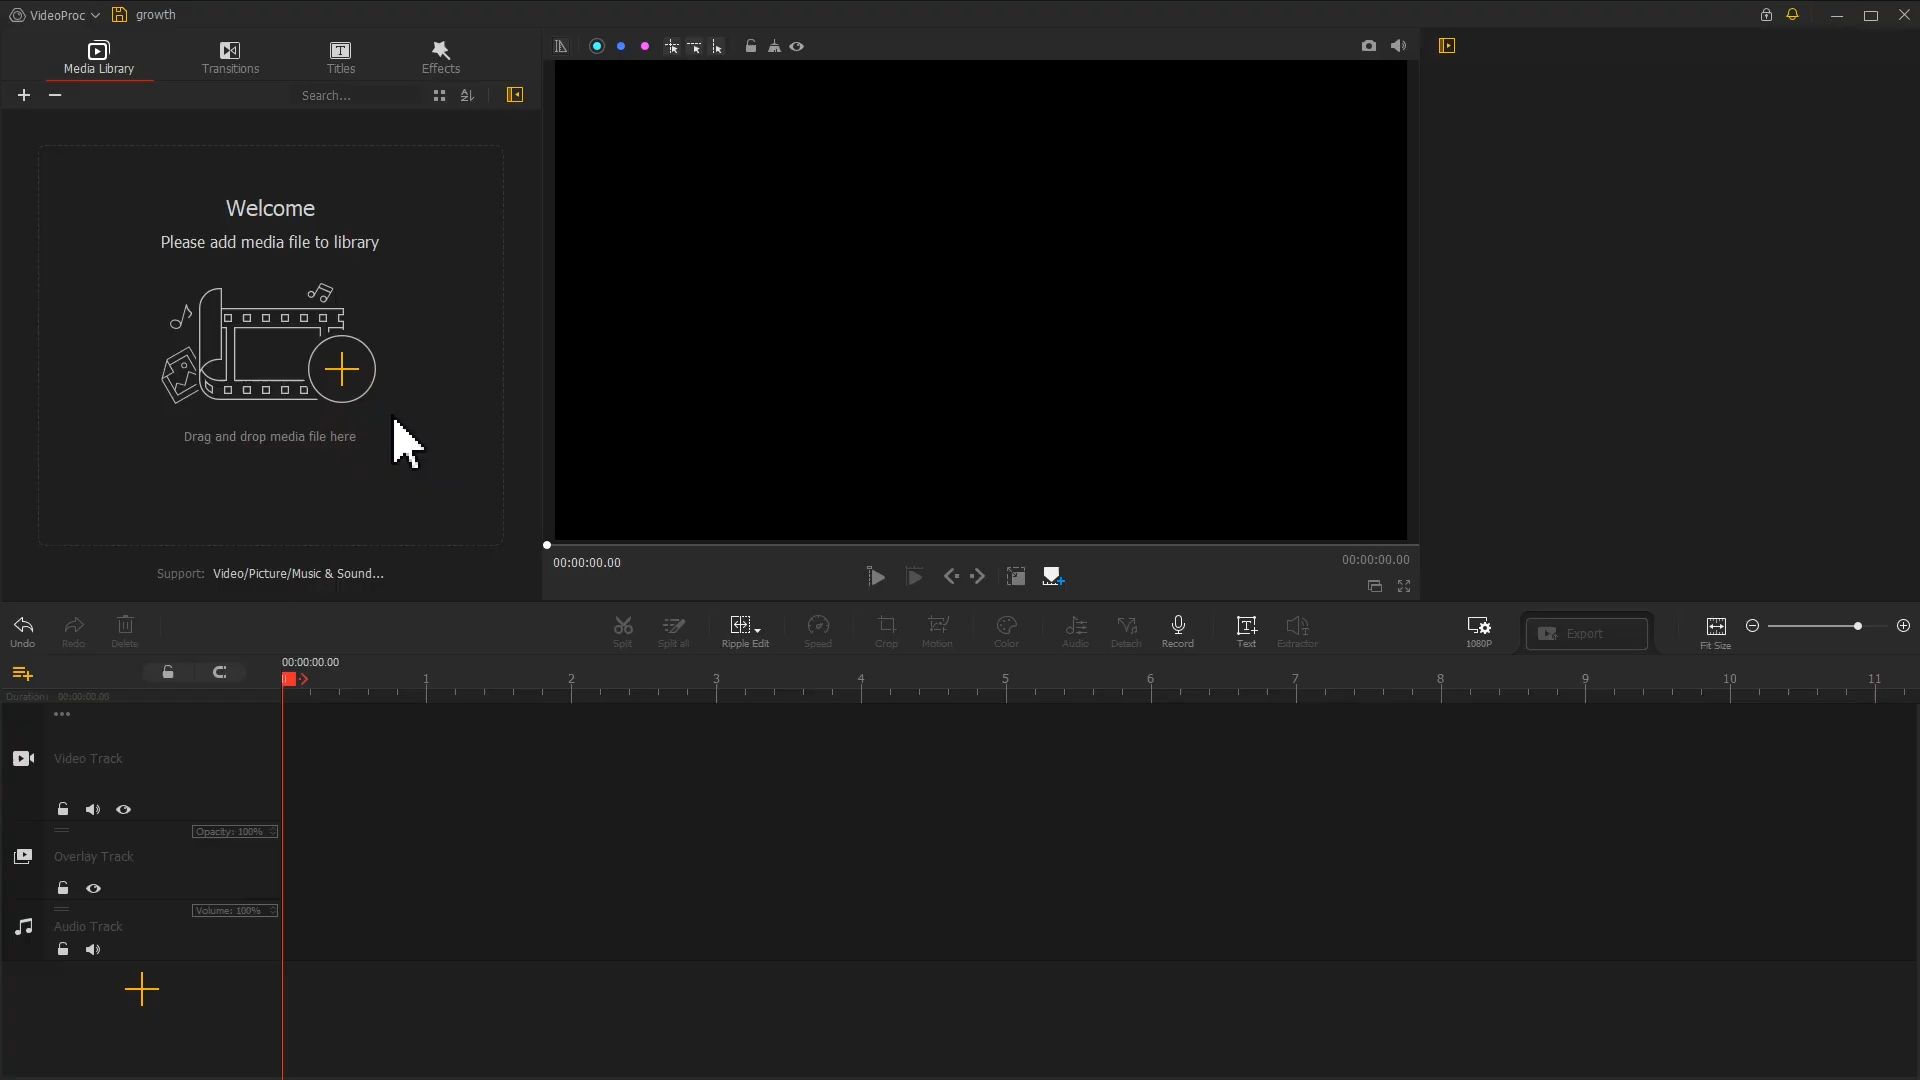 VideoProc growth
Media Library Transitions Titles Effects
Search...
Welcome
Please add media file to library
Drag and drop media file here
Support: Video/Picture/Music & Sound...
00:00:00.00 00:00:00.00
Undo Redo Delete Split Split all Ripple Edit Speed Crop Motion Color Audio Detach Record Text Extractor 1080P Export Fit Size
00:00:00.00
1 2 3 4 5 6 7 8 9 10 11
Duration: 00:00:00.00
Video Track
Opacity: 100%
Overlay Track
Volume: 100%
Audio Track